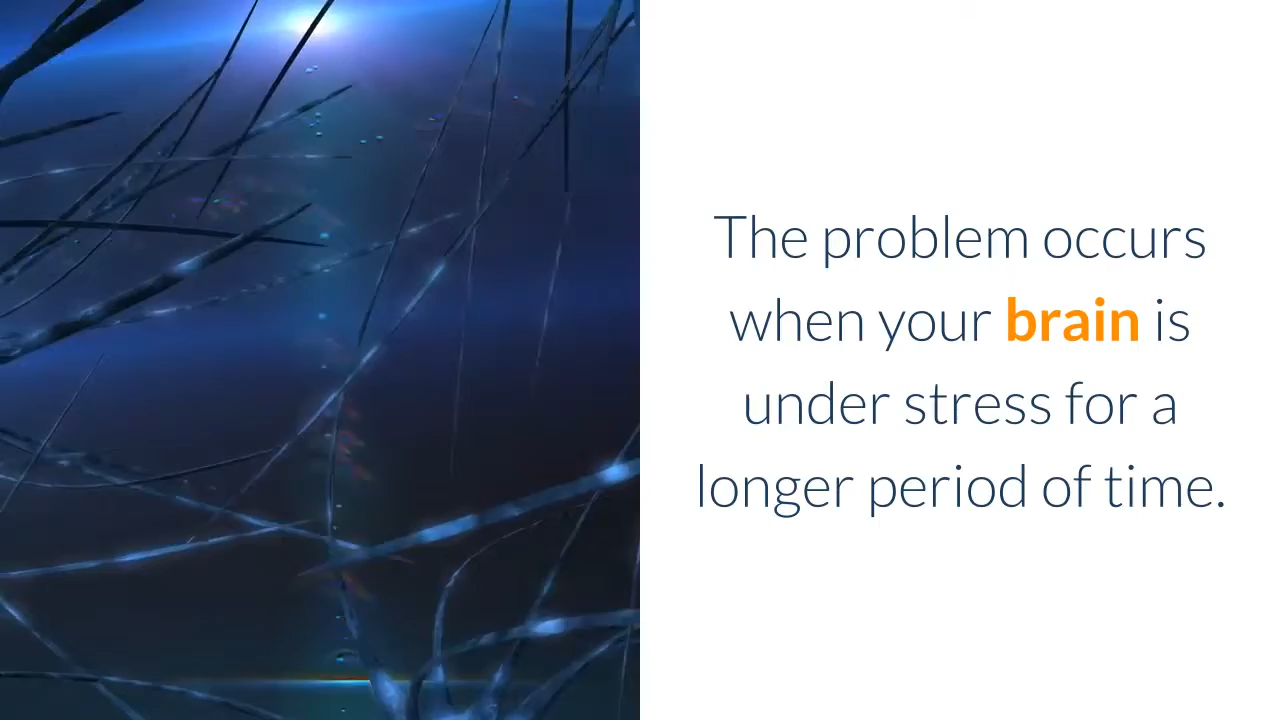 The problem occurs
when your brain is
under stress for a
longer period of time.